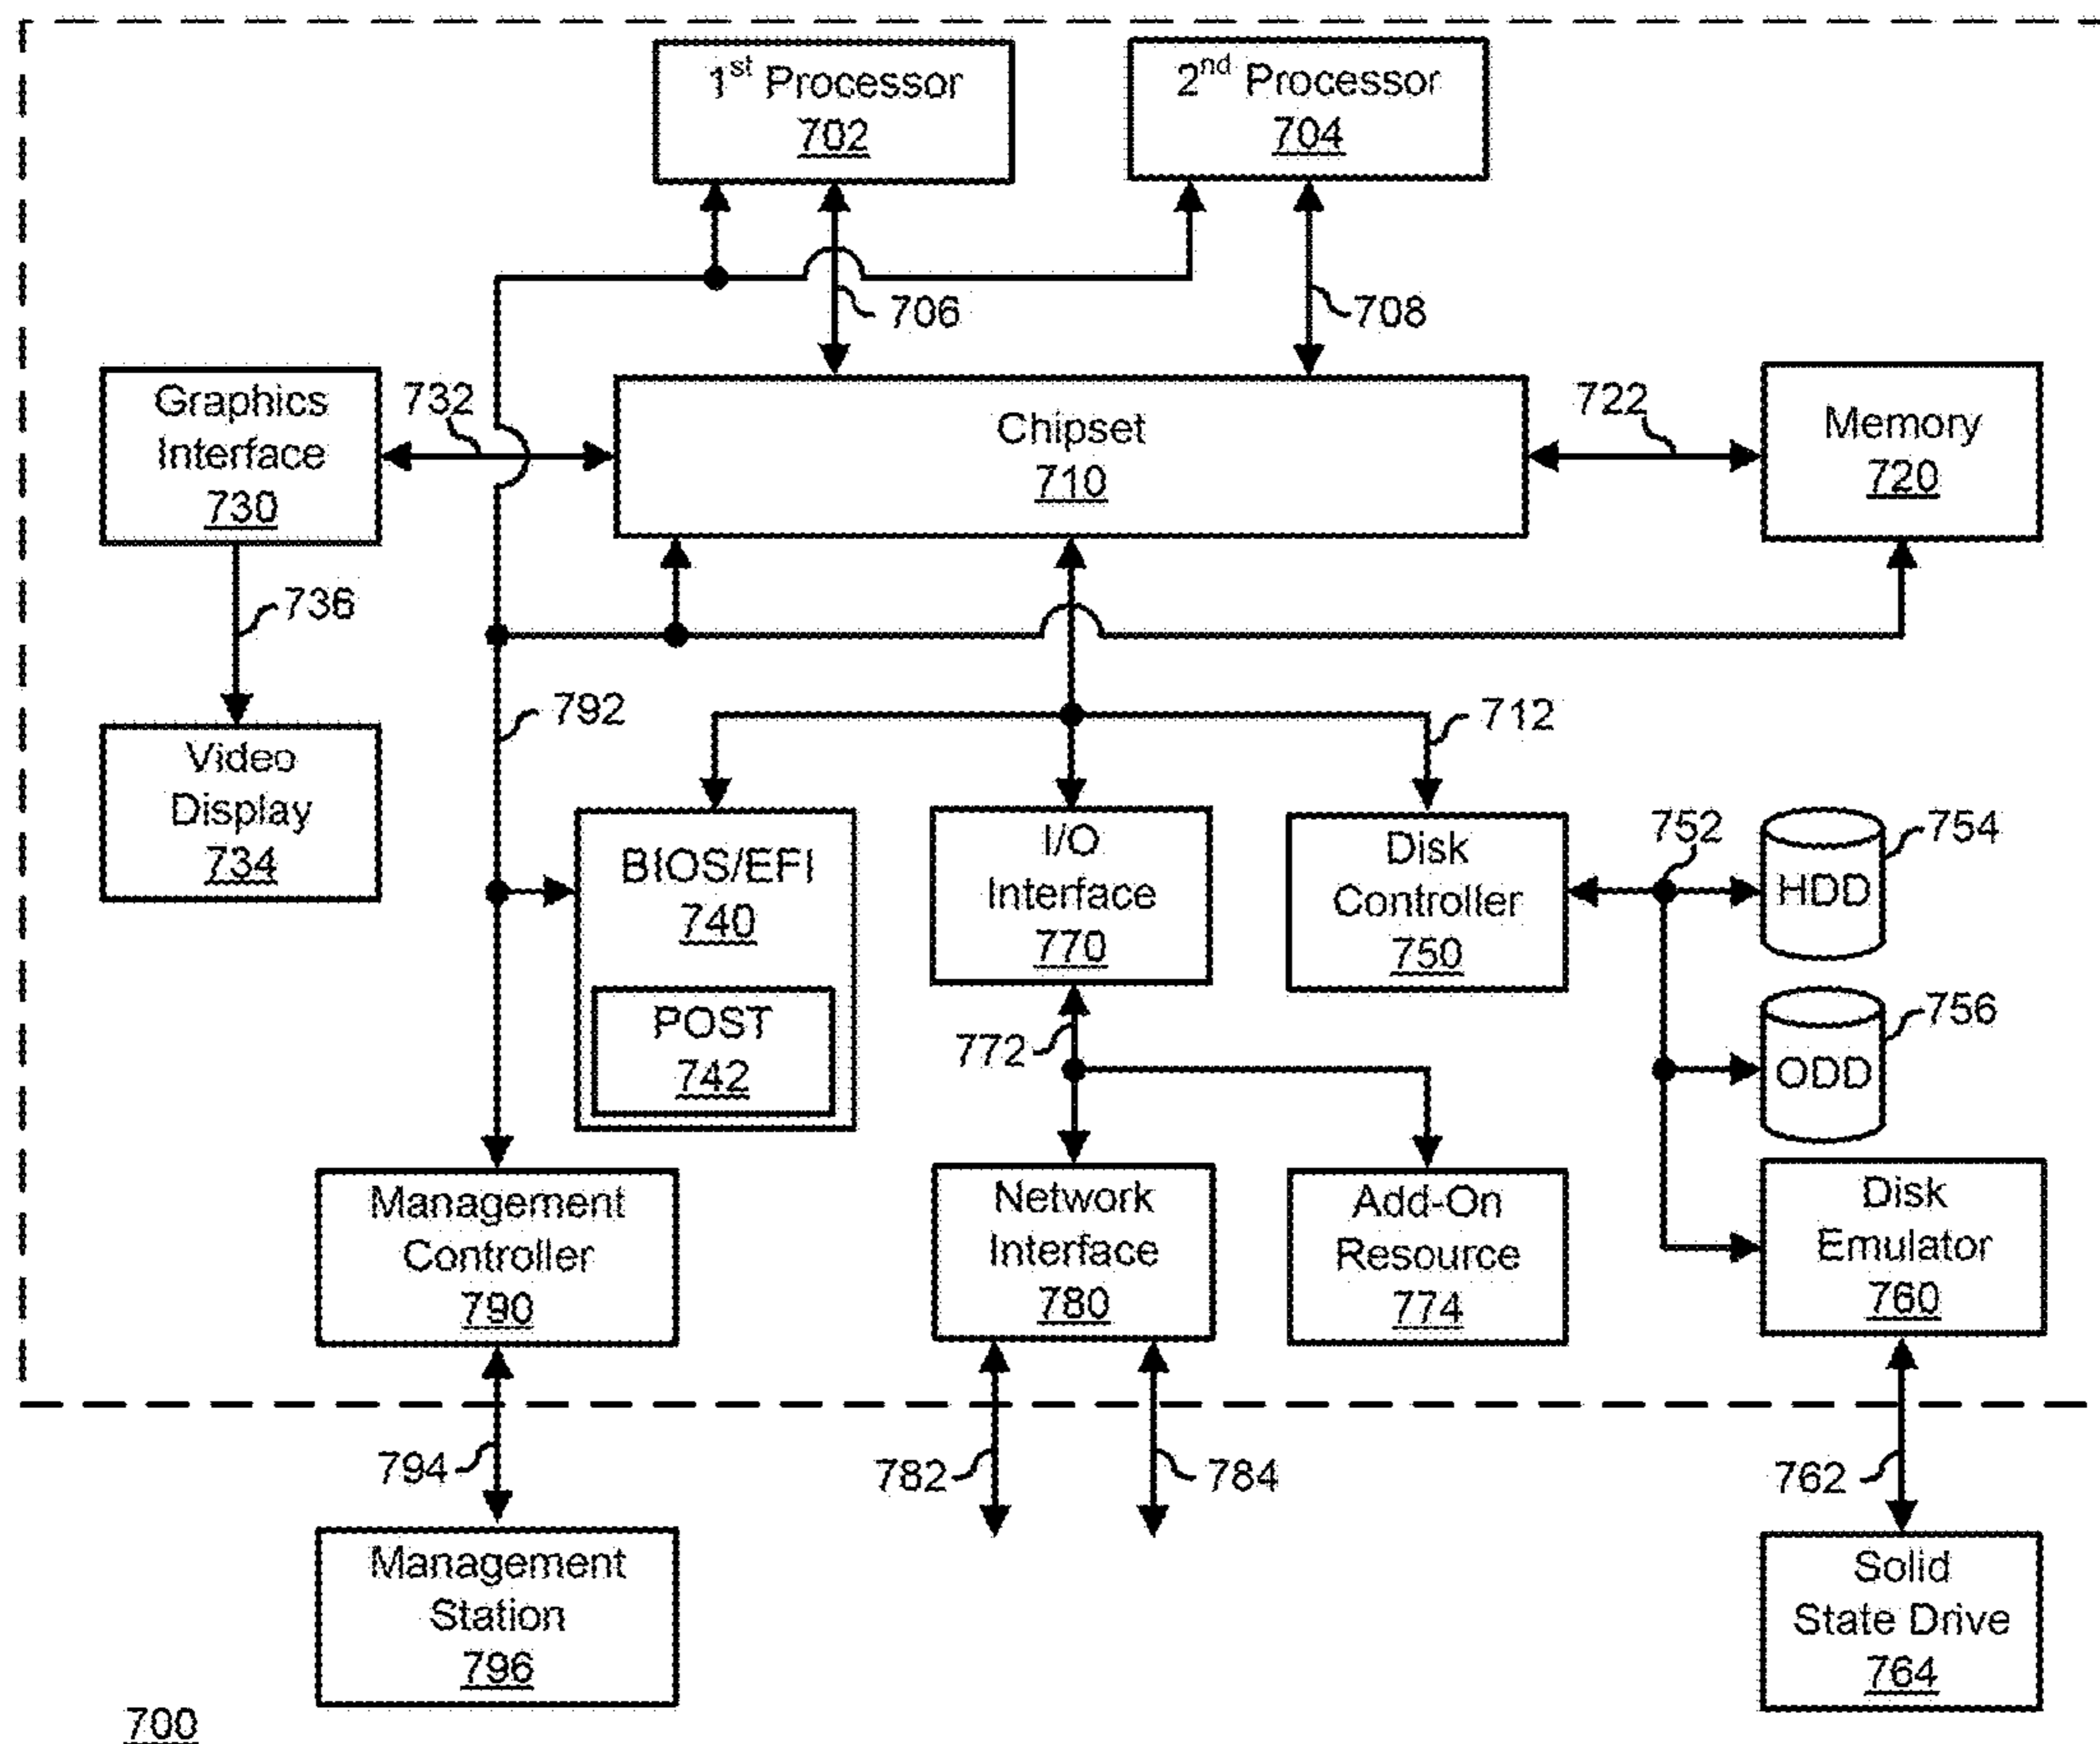 1st Processor
702
2nd Processor
704
706
708
Graphics
Interface
730
732
Chipset
710
722
Memory
720
736
792
712
Video
Display
734
BIOS/EFI
740
POST
742
I/O
Interface
770
Disk
Controller
750
752
HDD
754
ODD
756
772
Management
Controller
790
Network
Interface
780
Add-On
Resource
774
Disk
Emulator
760
794
782
784
762
Management
Station
796
Solid
State Drive
764
700